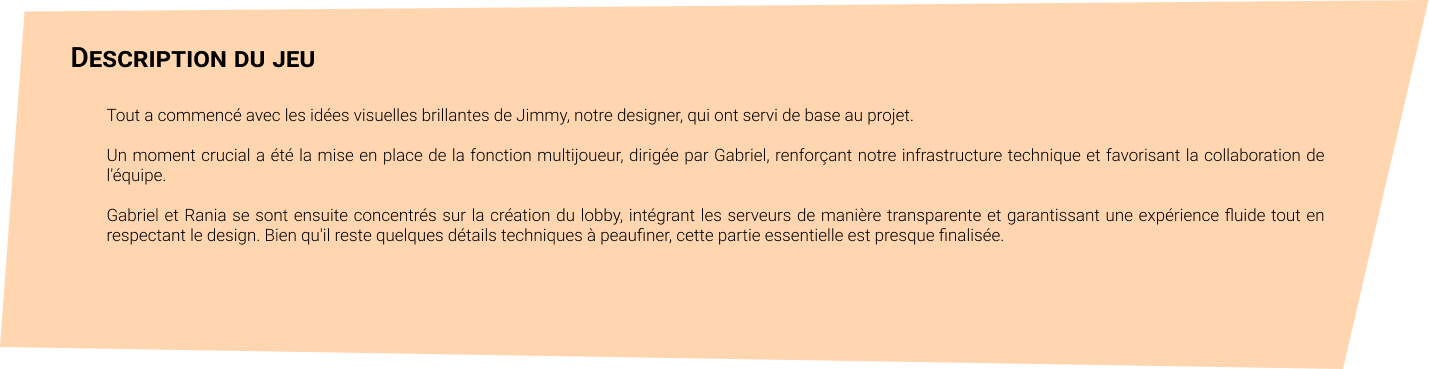 Description du jeu
Tout a commencé avec les idées visuelles brillantes de Jimmy, notre designer, qui ont servi de base au projet.
Un moment crucial a été la mise en place de la fonction multijoueur, dirigée par Gabriel, renforçant notre infrastructure technique et favorisant la collaboration de
l'équipe.
Gabriel et Rania se sont ensuite concentrés sur la création du lobby, intégrant les serveurs de manière transparente et garantissant une expérience fluide tout en
respectant le design. Bien qu'il reste quelques détails techniques à peaufiner, cette partie essentielle est presque finalisée.